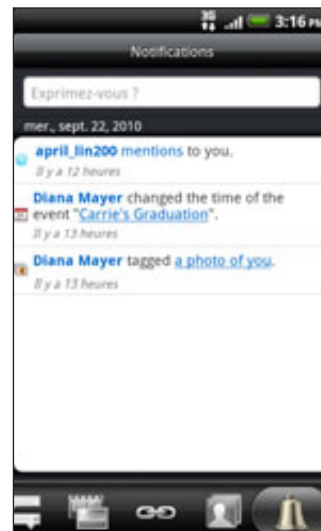 3G 3:16 PM
Notifications
Exprimez-vous ?
mer., sept. 22, 2010
april_lin200 mentions to you.
Il y a 12 heures
Diana Mayer changed the time of the
event "Carrie's Graduation".
Il y a 13 heures
Diana Mayer tagged a photo of you.
Il y a 13 heures